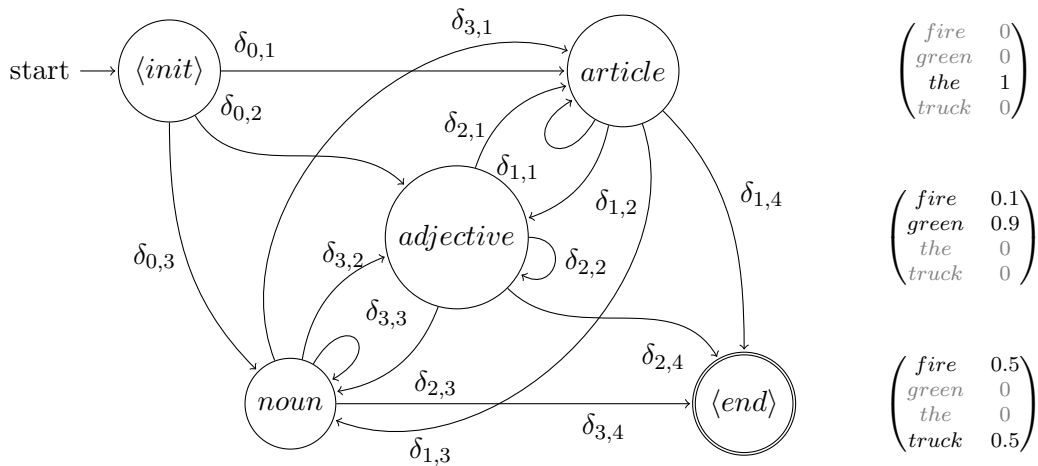 start ⟨init⟩ δ0,1 δ3,1 article
fire 0
green 0
the 1
truck 0
δ0,2
δ2,1
δ1,1
δ1,2 δ1,4
adjective
fire 0.1
green 0.9
the 0
truck 0
δ0,3 δ3,2 δ2,2
δ3,3
δ2,4
δ2,3
noun ⟨end⟩
fire 0.5
green 0
the 0
truck 0.5
δ3,4
δ1,3